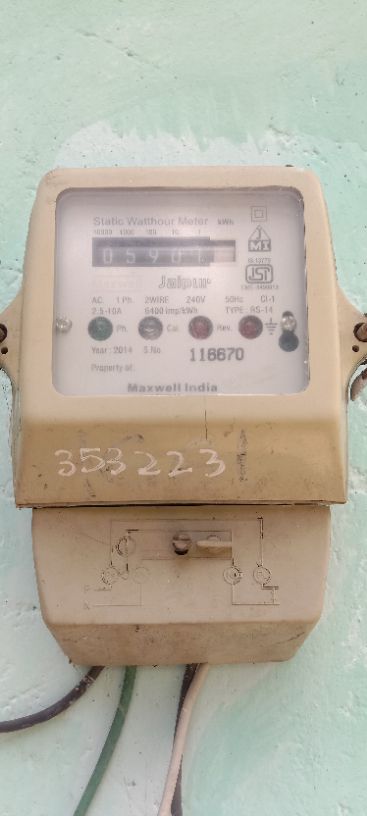 Static Watthour Meter kWh
10000 1000 100 10 1
JMI
IS:13779
ISI
Jaipur
AC 1 Ph. 2WIRE 240V 50Hz Cl-1
2.5-10A 6400 imp/kWh TYPE: RS-14
Ph. Cal. Rev.
Year: 2014 S.No. 116670
Property of:
Maxwell India
353223
P
N